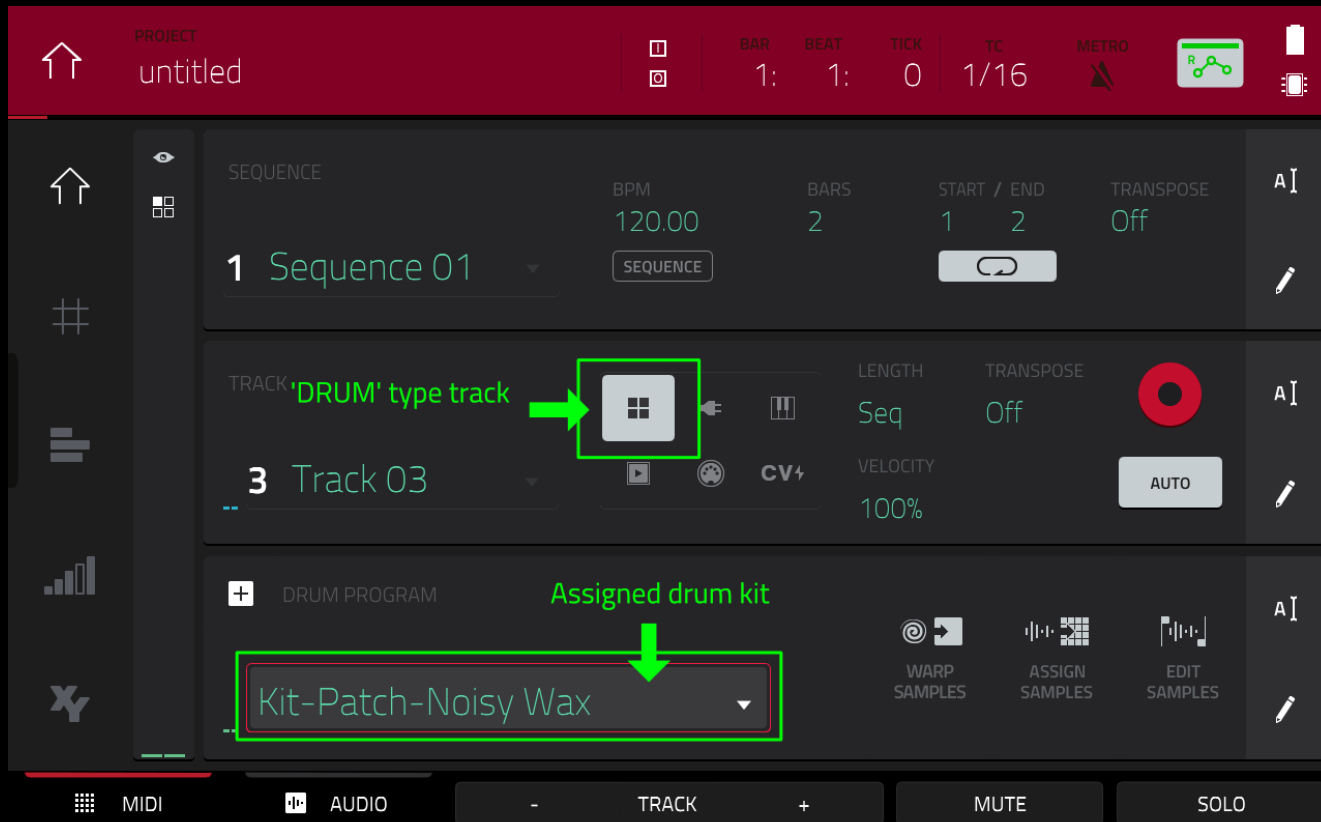 PROJECT
untitled
BAR BEAT TICK TC METRO
1: 1: 0 1/16
R
SEQUENCE
BPM BARS START / END TRANSPOSE
120.00 2 1 2 Off
1 Sequence 01
SEQUENCE
TRACK 'DRUM' type track
LENGTH TRANSPOSE
Seq Off
3 Track 03
CV
VELOCITY
100%
AUTO
DRUM PROGRAM
Assigned drum kit
Kit-Patch-Noisy Wax
WARP SAMPLES
ASSIGN SAMPLES
EDIT SAMPLES
A
A
A
XY
MIDI AUDIO - TRACK + MUTE SOLO